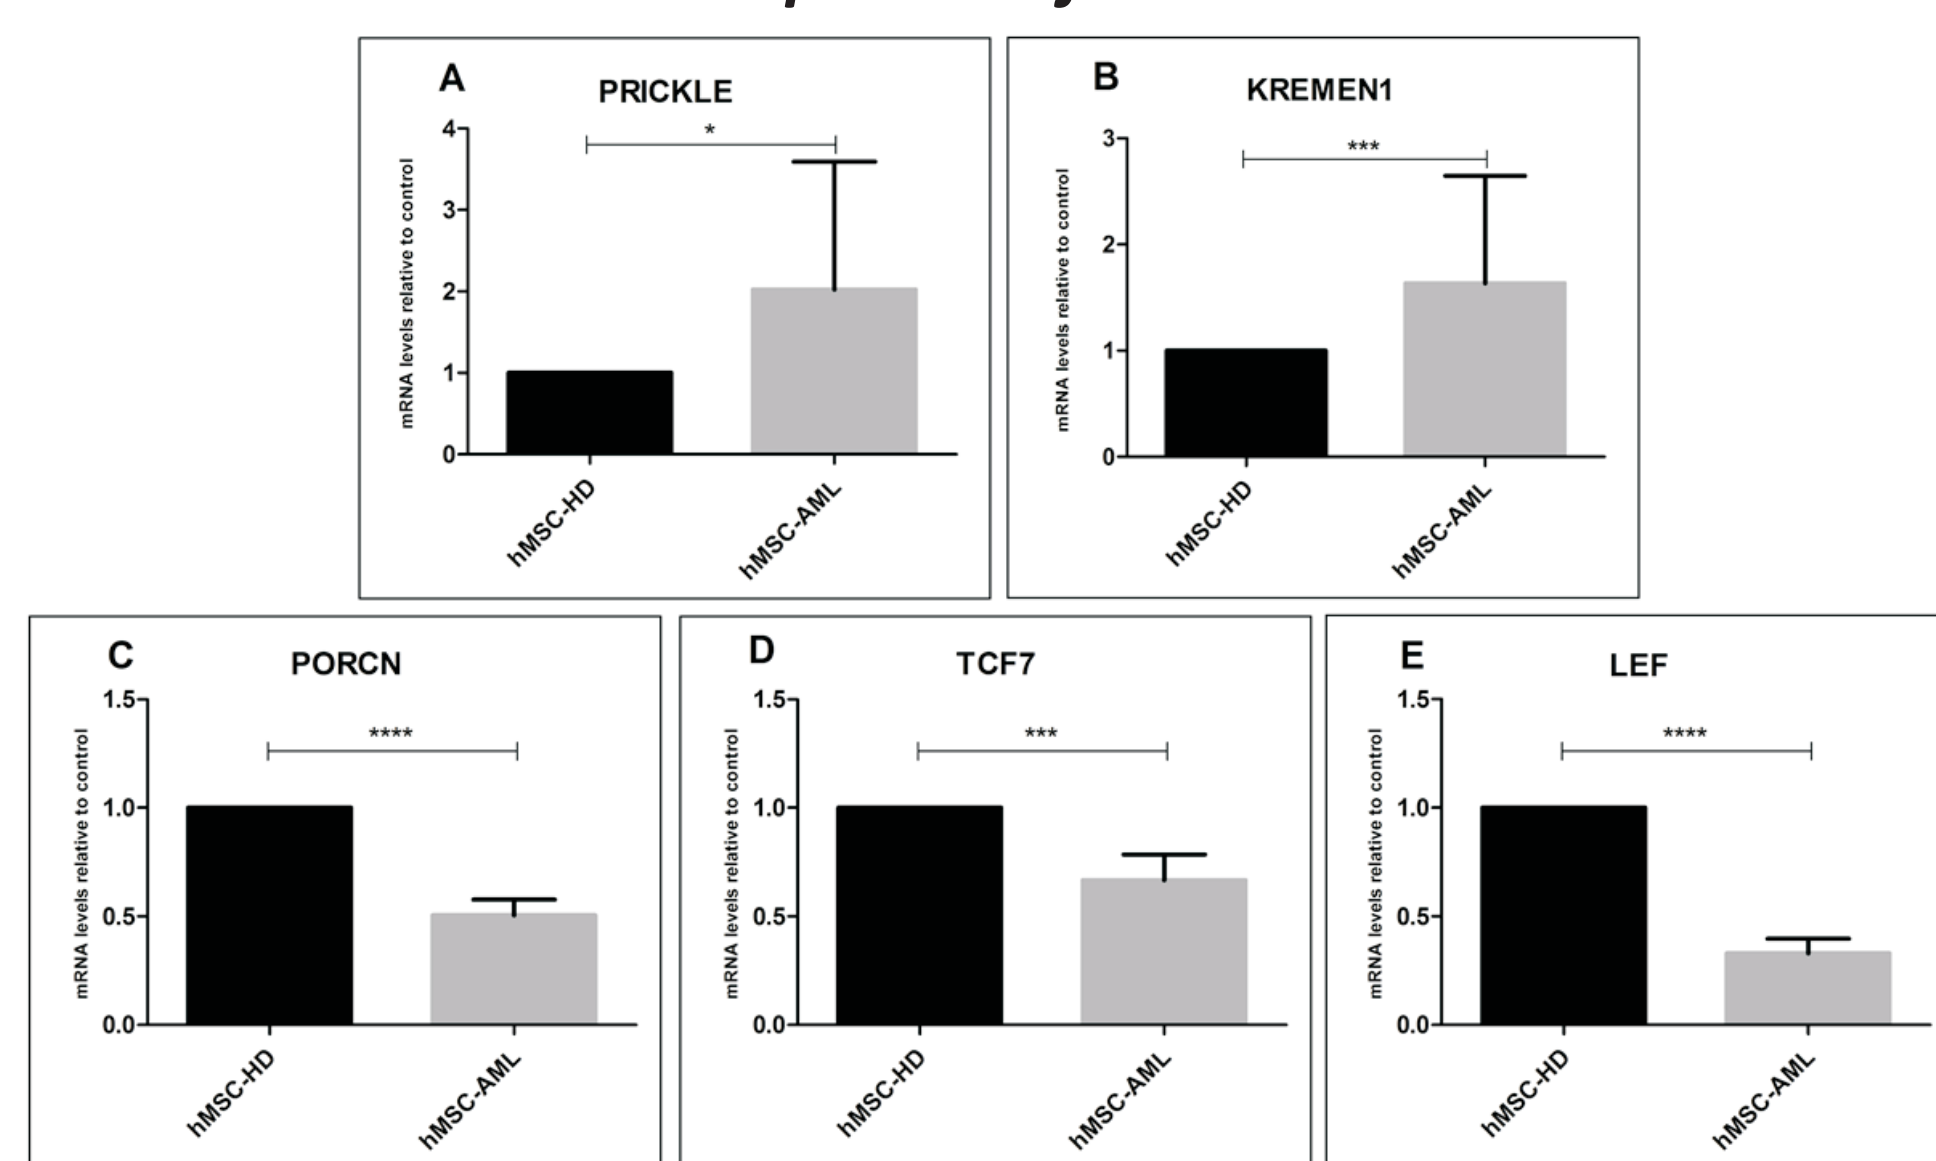 A
PRICKLE
*
mRNA levels relative to control
4
3
2
1
0
hMSC-HD
hMSC-AML
B
KREMEN1
***
mRNA levels relative to control
3
2
1
0
hMSC-HD
hMSC-AML
C
PORCN
****
mRNA levels relative to control
1.5
1.0
0.5
0.0
hMSC-HD
hMSC-AML
D
TCF7
***
mRNA levels relative to control
1.5
1.0
0.5
0.0
hMSC-HD
hMSC-AML
E
LEF
****
mRNA levels relative to control
1.5
1.0
0.5
0.0
hMSC-HD
hMSC-AML